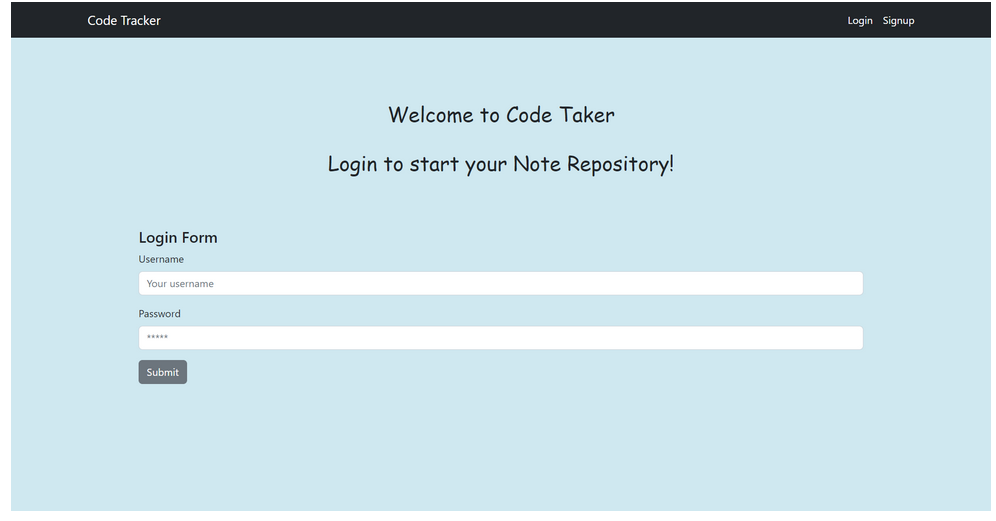 Code Tracker
Login Signup
Welcome to Code Taker
Login to start your Note Repository!
Login Form
Username
Your username
Password
*****
Submit